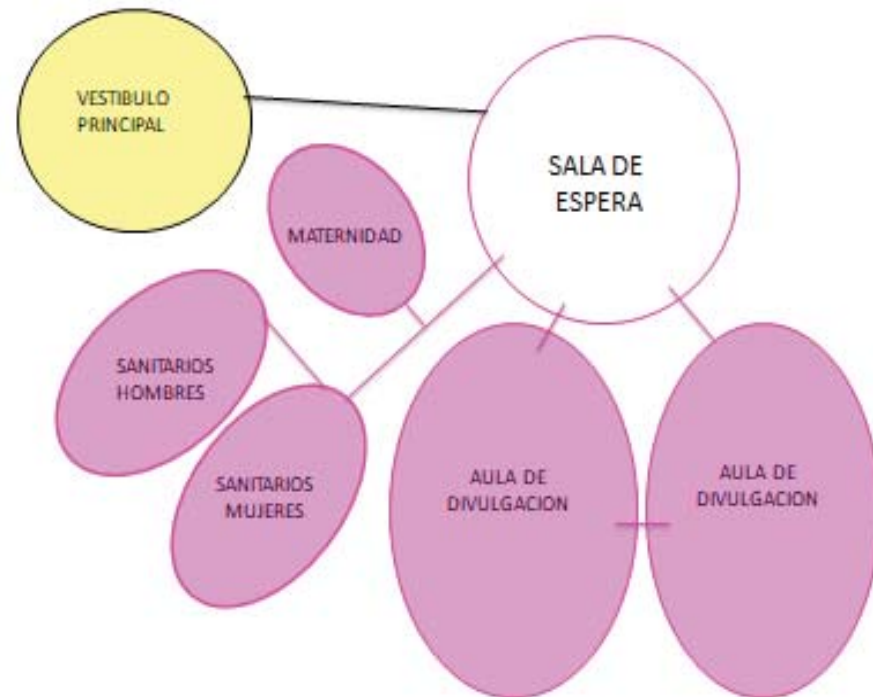 VESTIBULO
PRINCIPAL
SALA DE
ESPERA
MATERNIDAD
SANITARIOS
HOMBRES
SANITARIOS
MUJERES
AULA DE
DIVULGACION
AULA DE
DIVULGACION